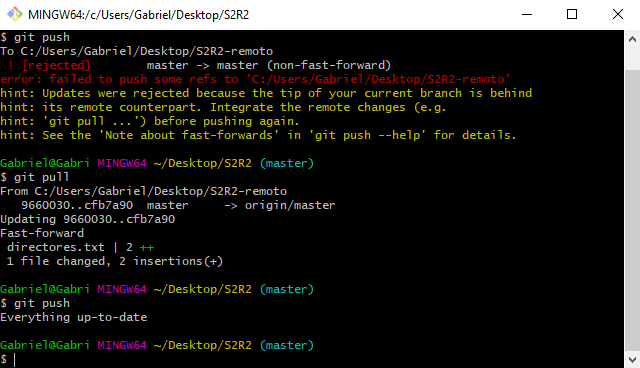 MINGW64:/c/Users/Gabriel/Desktop/S2R2
$ git push
To C:/Users/Gabriel/Desktop/S2R2-remoto
 ! [rejected]        master -> master (non-fast-forward)
error: failed to push some refs to 'C:/Users/Gabriel/Desktop/S2R2-remoto'
hint: Updates were rejected because the tip of your current branch is behind
hint: its remote counterpart. Integrate the remote changes (e.g.
hint: 'git pull ...') before pushing again.
hint: See the 'Note about fast-forwards' in 'git push --help' for details.
Gabriel@Gabri MINGW64 ~/Desktop/S2R2 (master)
$ git pull
From C:/Users/Gabriel/Desktop/S2R2-remoto
   9660030..cfb7a90  master     -> origin/master
Updating 9660030..cfb7a90
Fast-forward
 directores.txt | 2 ++
 1 file changed, 2 insertions(+)
Gabriel@Gabri MINGW64 ~/Desktop/S2R2 (master)
$ git push
Everything up-to-date
Gabriel@Gabri MINGW64 ~/Desktop/S2R2 (master)
$